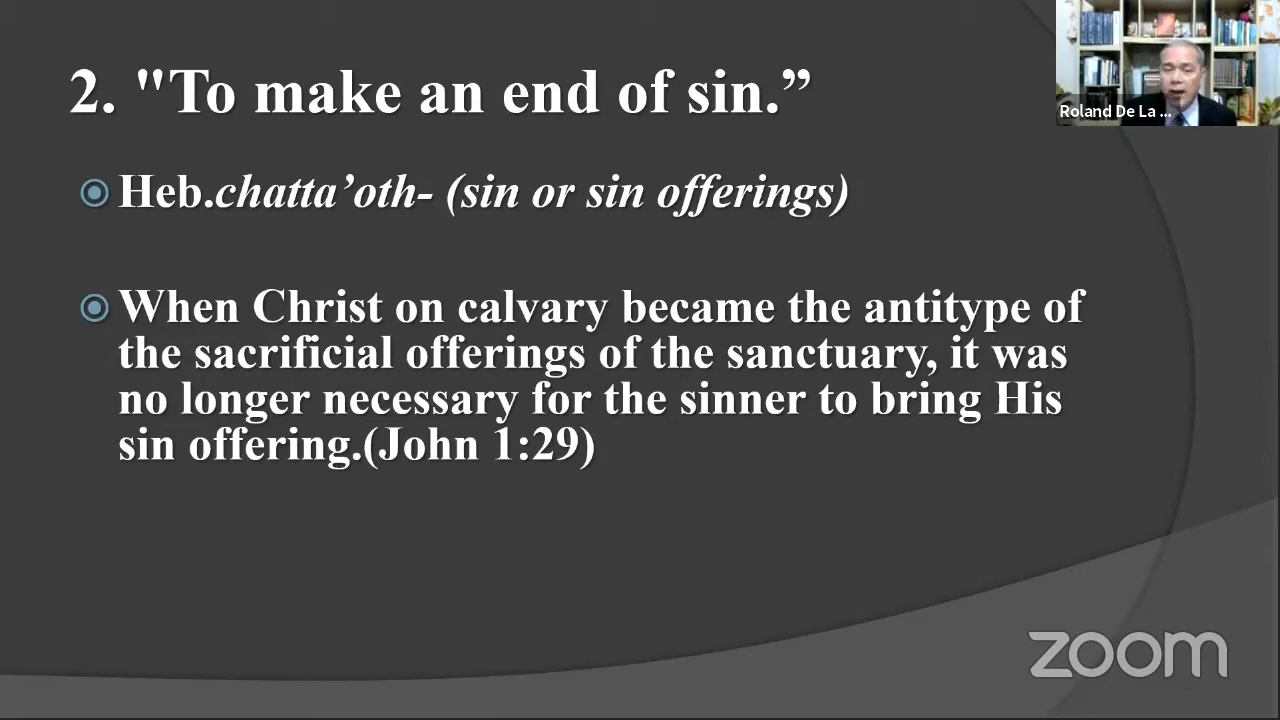 2. "To make an end of sin.”
Roland De La ...
Heb.chatta’oth- (sin or sin offerings)
When Christ on calvary became the antitype of
the sacrificial offerings of the sanctuary, it was
no longer necessary for the sinner to bring His
sin offering.(John 1:29)
zoom